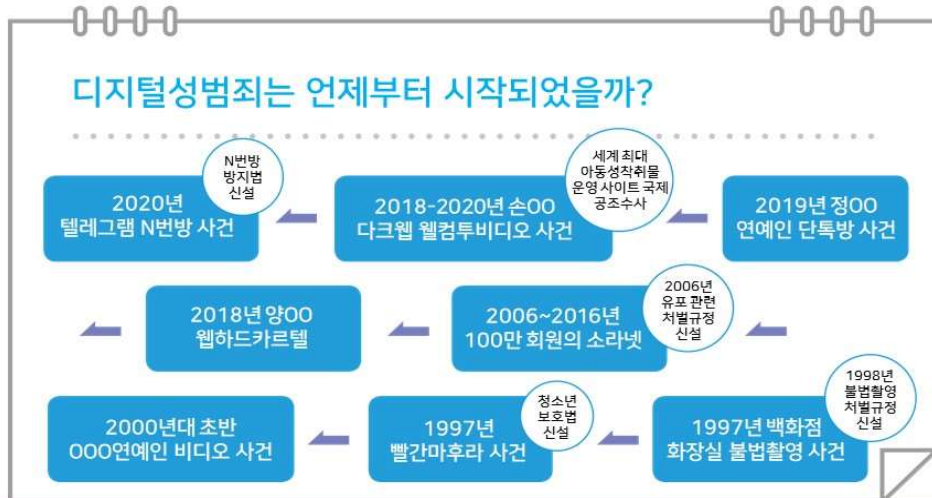 디지털성범죄는 언제부터 시작되었을까?
N번방
방지법
신설
2020년
텔레그램 N번방 사건
세계 최대
아동성착취물
운영 사이트 국제
공조수사
2018-2020년 손OO
다크웹 웰컴투비디오 사건
2019년 정OO
연예인 단톡방 사건
2018년 양OO
웹하드카르텔
2006년
유포 관련
처벌규정
신설
2006~2016년
100만 회원의 소라넷
2000년대 초반
OOO연예인 비디오 사건
청소년
보호법
신설
1997년
빨간마후라 사건
1998년
불법촬영
처벌규정
신설
1997년 백화점
화장실 불법촬영 사건